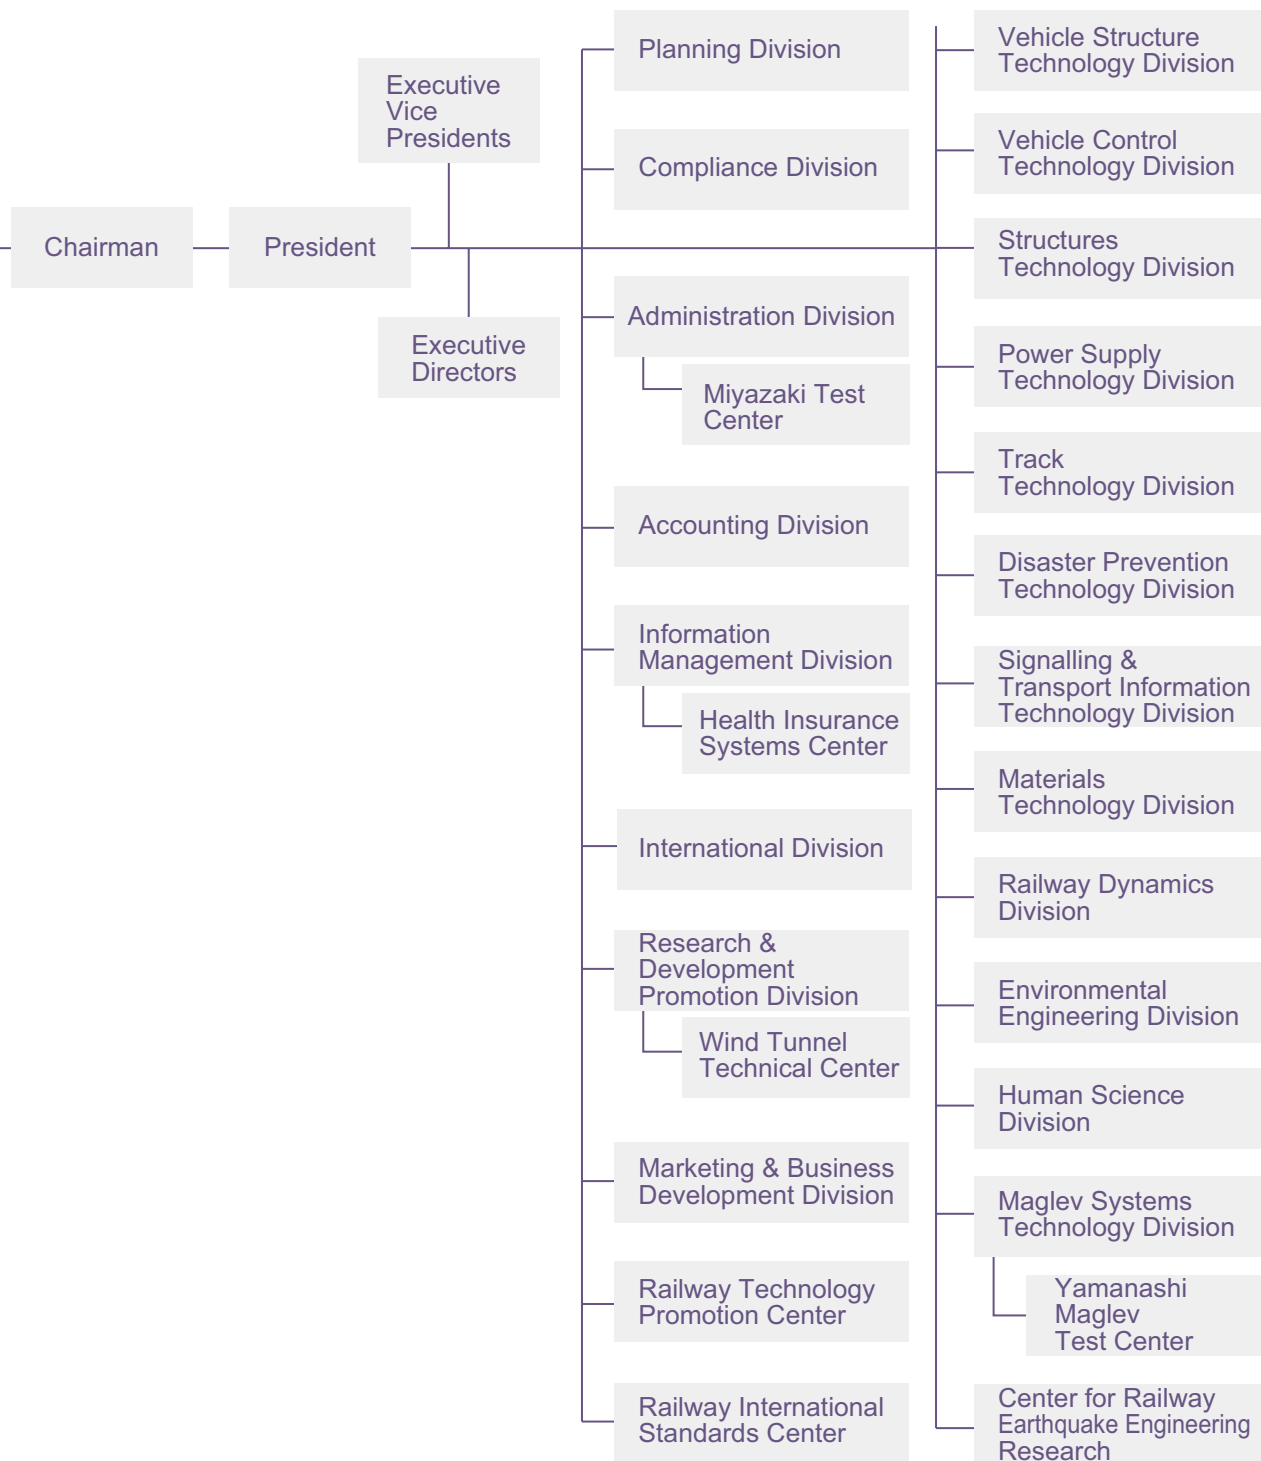 Chairman
President
Executive
Vice
Presidents
Executive
Directors
Planning Division
Compliance Division
Administration Division
Miyazaki Test
Center
Accounting Division
Information
Management Division
Health Insurance
Systems Center
International Division
Research &
Development
Promotion Division
Wind Tunnel
Technical Center
Marketing & Business
Development Division
Railway Technology
Promotion Center
Railway International
Standards Center
Vehicle Structure
Technology Division
Vehicle Control
Technology Division
Structures
Technology Division
Power Supply
Technology Division
Track
Technology Division
Disaster Prevention
Technology Division
Signalling &
Transport Information
Technology Division
Materials
Technology Division
Railway Dynamics
Division
Environmental
Engineering Division
Human Science
Division
Maglev Systems
Technology Division
Yamanashi
Maglev
Test Center
Center for Railway
Earthquake Engineering
Research